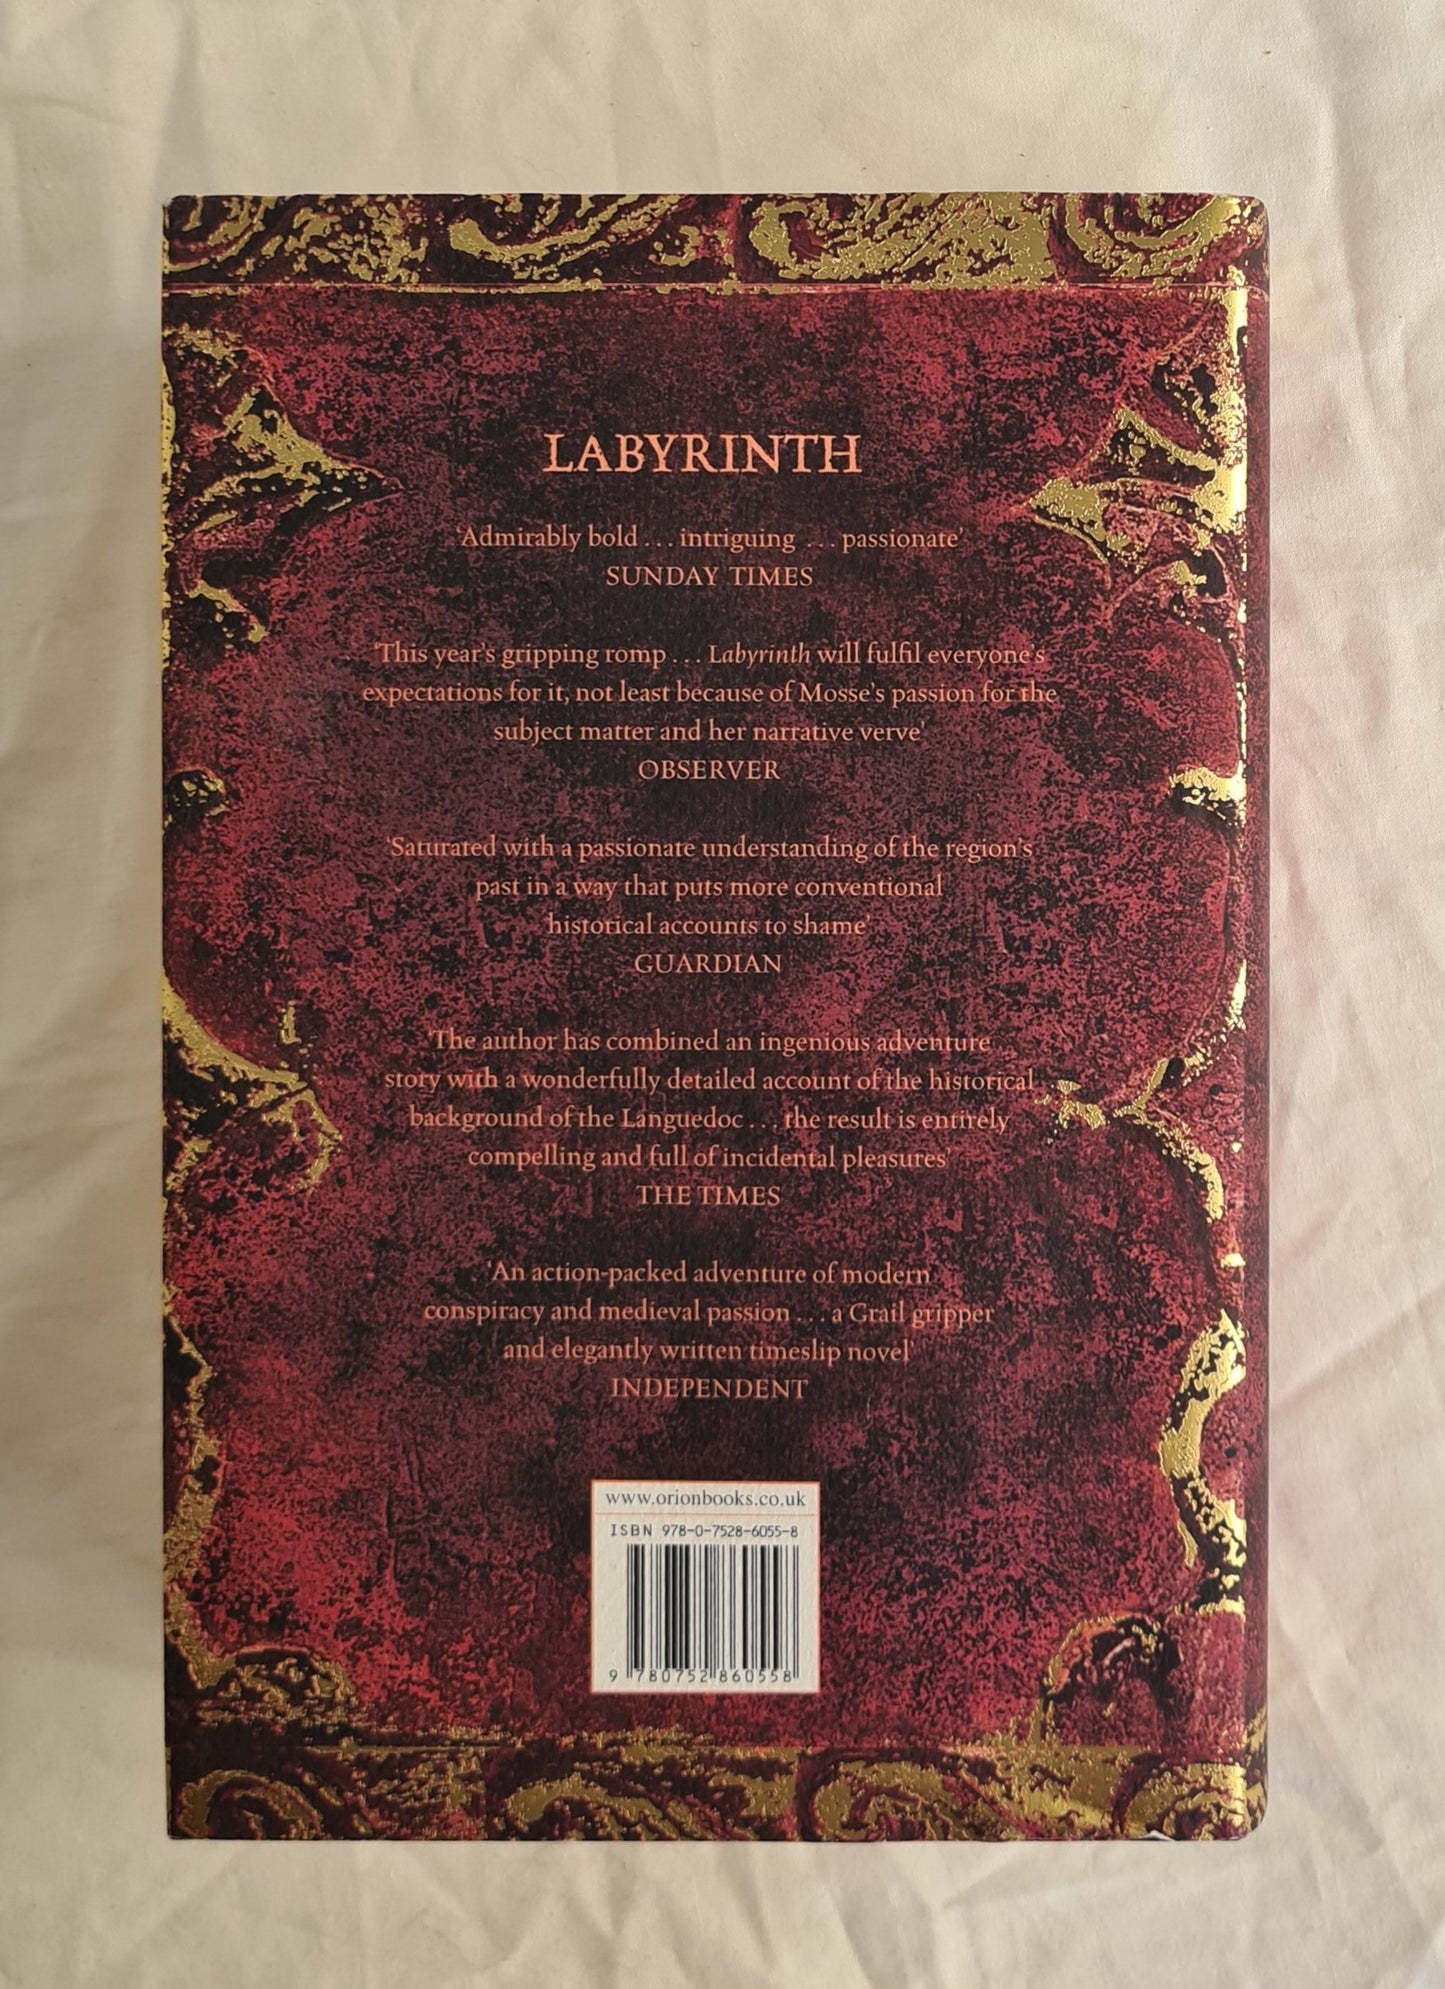 LABYRINTH
‘Admirably bold . . . intriguing . . . passionate’
SUNDAY TIMES
‘This year’s gripping romp . . . Labyrinth will fulfil everyone’s
expectations for it, not least because of Mosse’s passion for the
subject matter and her narrative verve’
OBSERVER
‘Saturated with a passionate understanding of the region’s
past in a way that puts more conventional
historical accounts to shame’
GUARDIAN
‘The author has combined an ingenious adventure
story with a wonderfully detailed account of the historical
background of the Languedoc . . . the result is entirely
compelling and full of incidental pleasures’
THE TIMES
‘An action-packed adventure of modern
conspiracy and medieval passion . . . a Grail gripper
and elegantly written timeslip novel’
INDEPENDENT
www.orionbooks.co.uk
ISBN 978-0-7528-6055-8
9 780752 860558